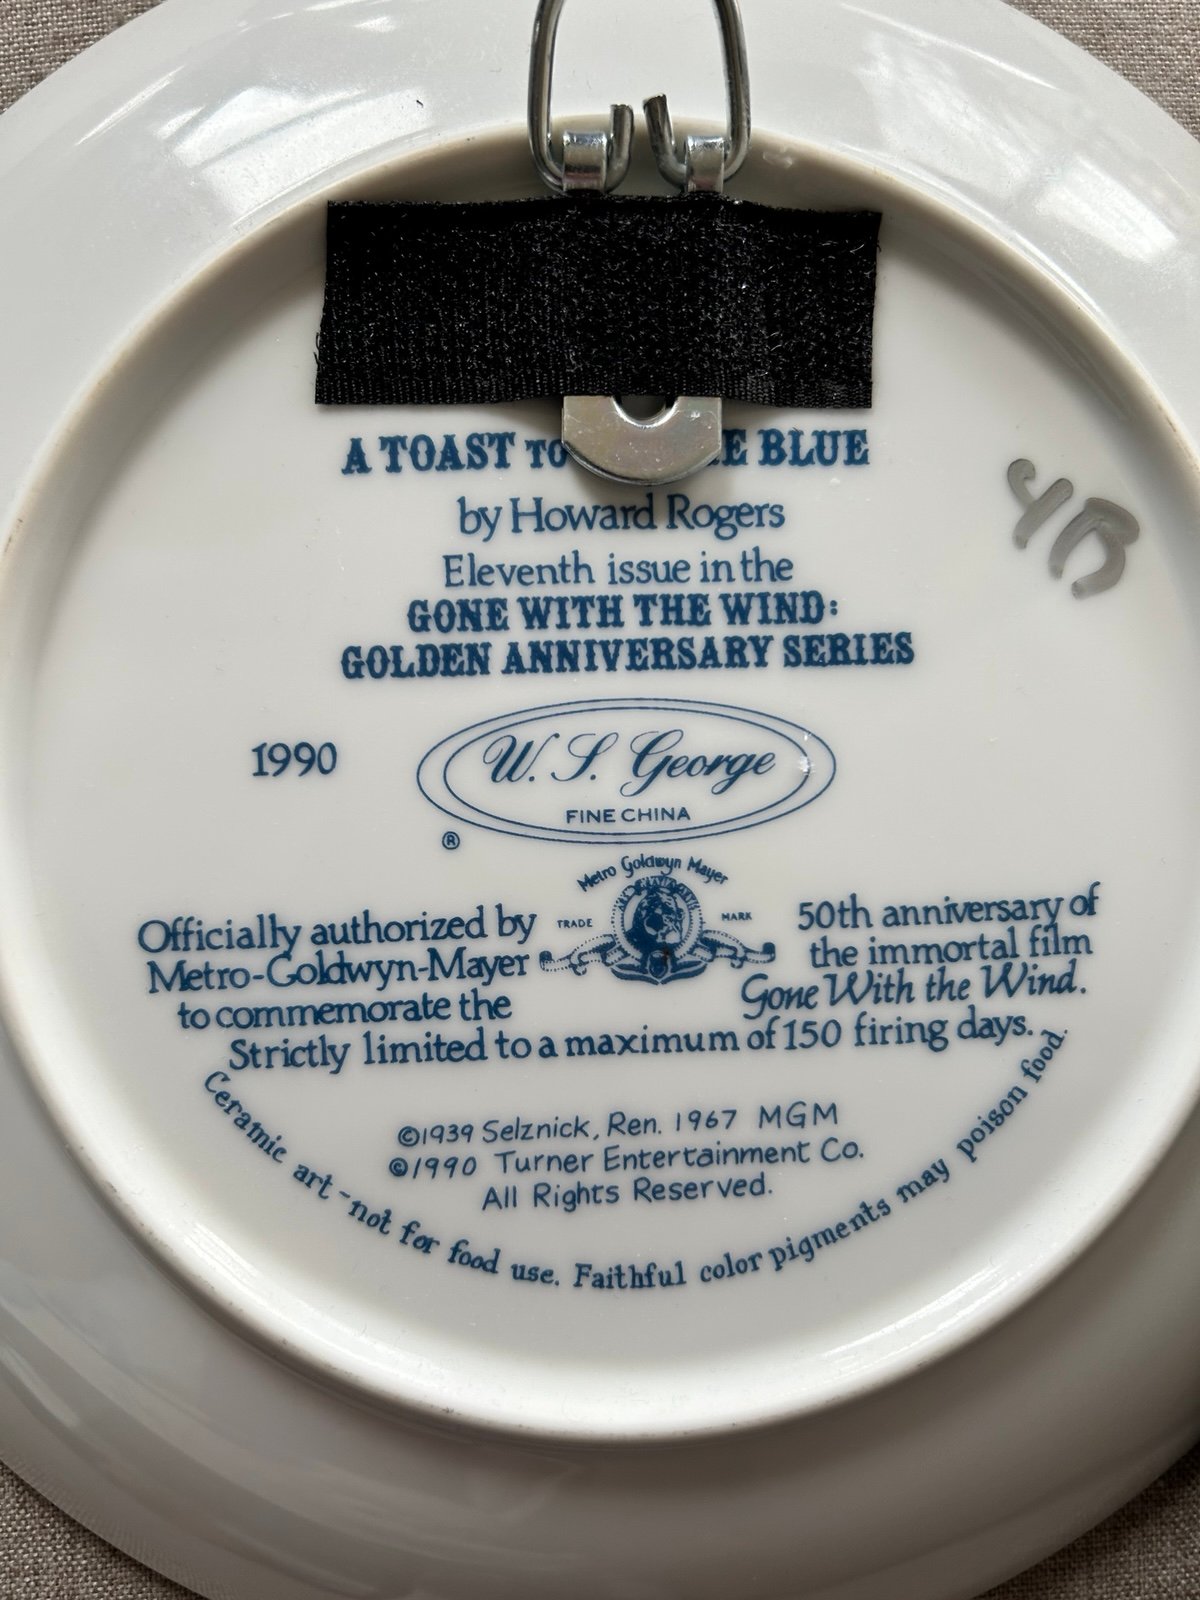 A TOAST TO E BLUE
by Howard Rogers
Eleventh issue in the
GONE WITH THE WIND:
GOLDEN ANNIVERSARY SERIES
1990
W. S. George
FINE CHINA
®
Metro Goldwyn Mayer
TRADE MARK
Officially authorized by
Metro-Goldwyn-Mayer
to commemorate the
50th anniversary of
the immortal film
Gone With the Wind.
Strictly limited to a maximum of 150 firing days.
©1939 Selznick, Ren. 1967 MGM
©1990 Turner Entertainment Co.
All Rights Reserved.
Ceramic art - not for food use. Faithful color pigments may poison food.
4B